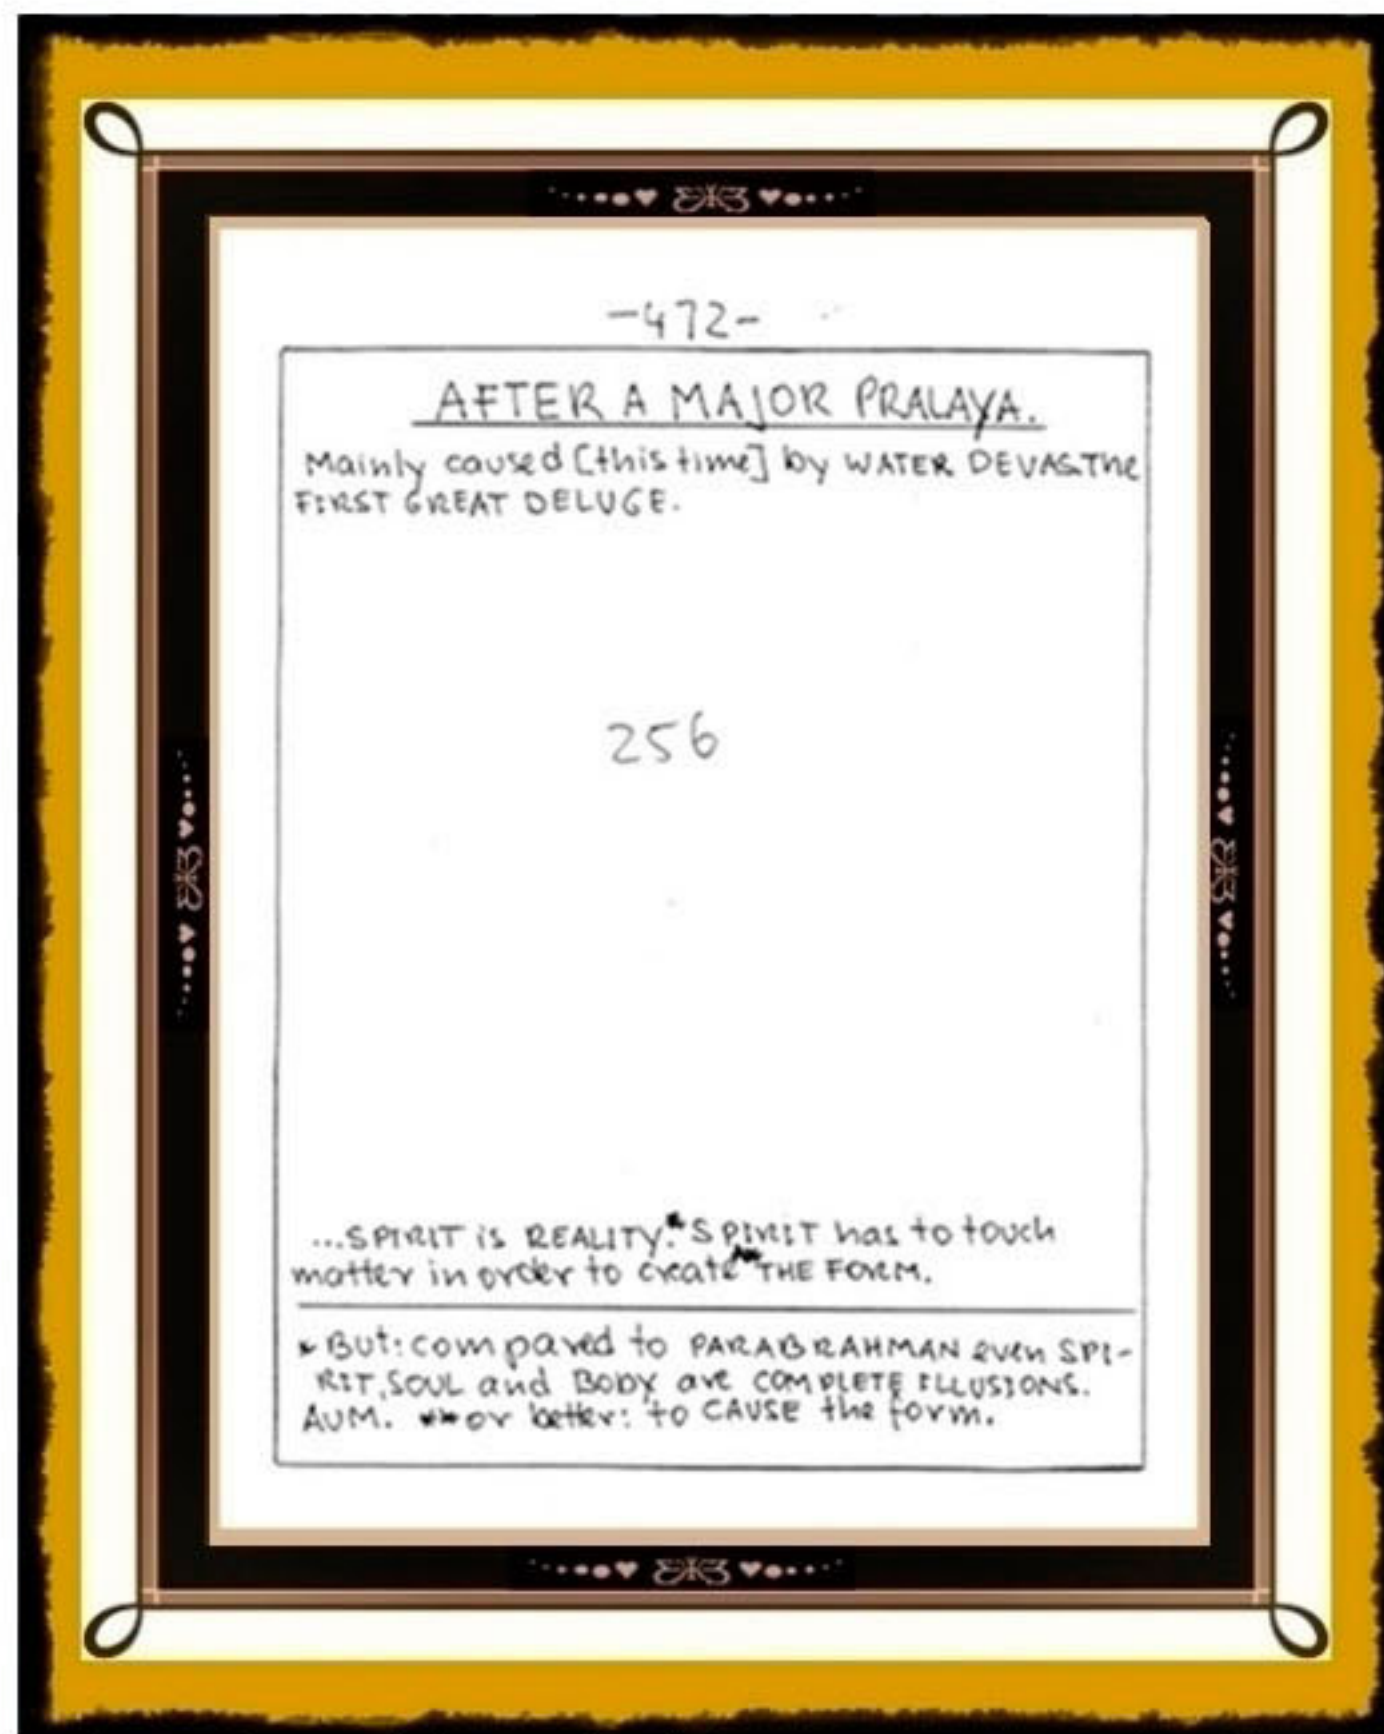 -472-
AFTER A MAJOR PRALAYA.
Mainly caused [this time] by WATER DEVAS.The
FIRST GREAT DELUGE.
256
...SPIRIT is REALITY.* SPIRIT has to touch
matter in order to create ** THE FORM.
* But: compared to PARABRAHMAN even SPI-
RIT, SOUL and BODY are COMPLETE ILLUSIONS.
AUM. ** or better: to CAUSE the form.